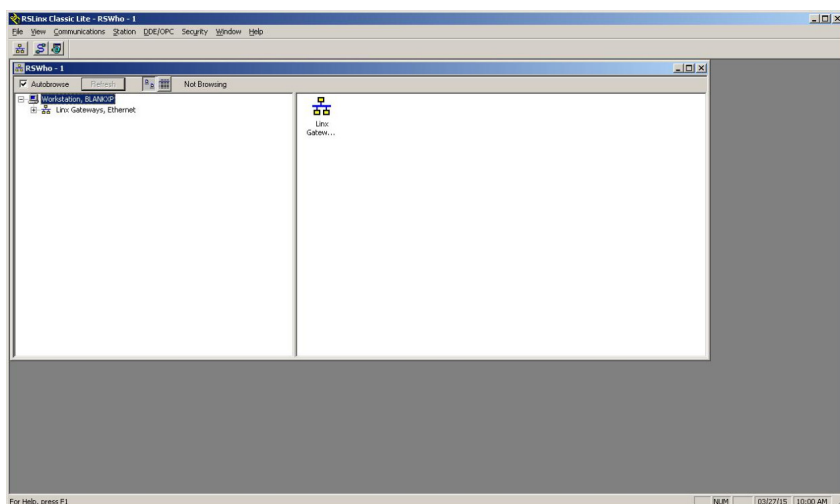 RSLinx Classic Lite - RSWho - 1
File View Communications Station DDE/OPC Security Window Help
RSWho - 1
Autobrowse Refresh Not Browsing
Workstation, BLANKXP
Linx Gateways, Ethernet
Linx
Gatew...
For Help, press F1 NUM 03/27/15 10:00 AM